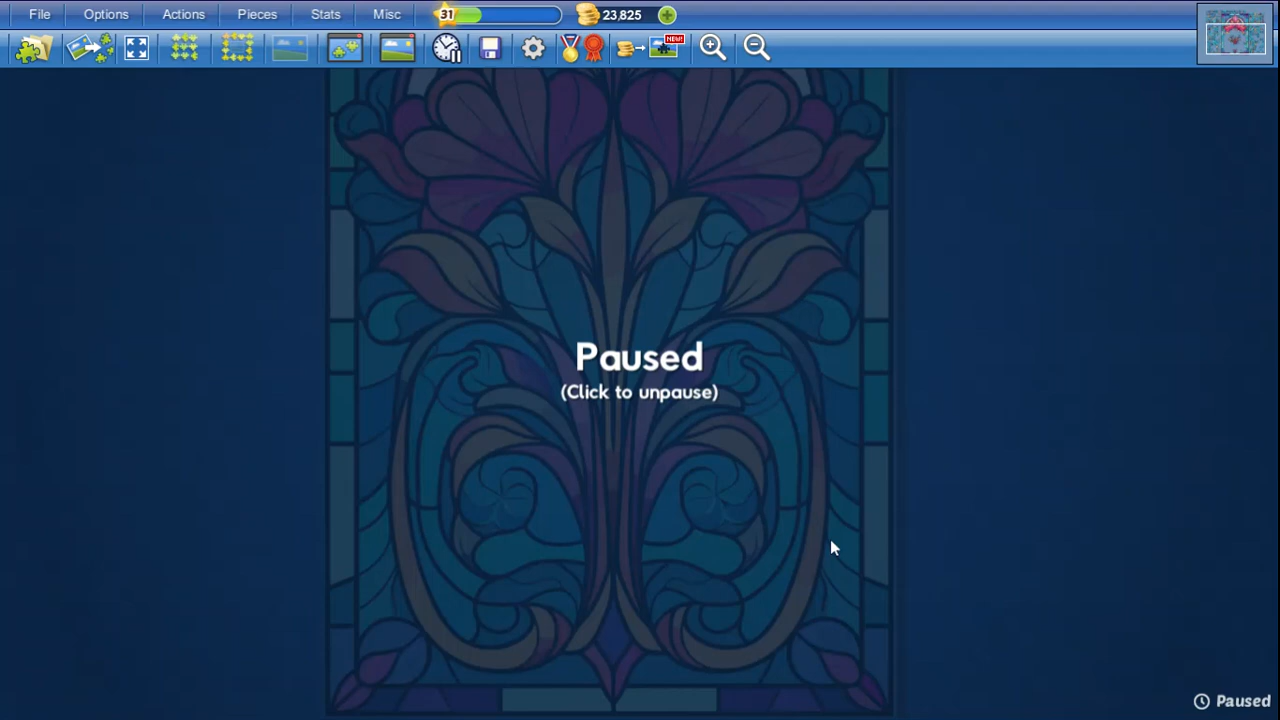 File Options Actions Pieces Stats Misc 31 23,825
NEW!
Paused
(Click to unpause)
Paused